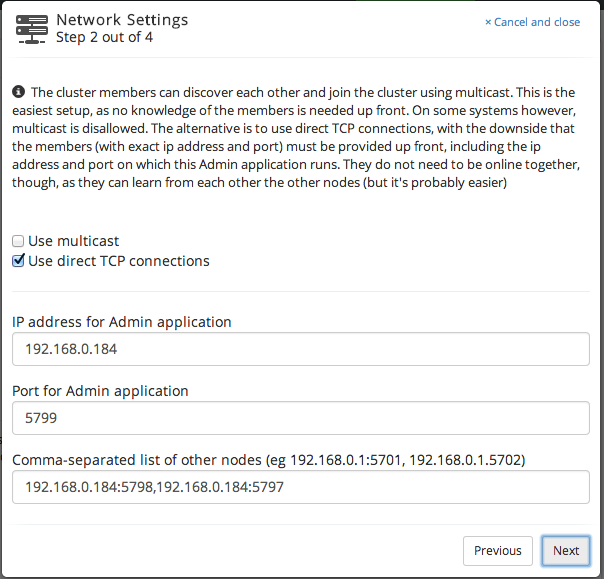 Network Settings
× Cancel and close
Step 2 out of 4
The cluster members can discover each other and join the cluster using multicast. This is the
easiest setup, as no knowledge of the members is needed up front. On some systems however,
multicast is disallowed. The alternative is to use direct TCP connections, with the downside that
the members (with exact ip address and port) must be provided up front, including the ip
address and port on which this Admin application runs. They do not need to be online together,
though, as they can learn from each other the other nodes (but it's probably easier)
Use multicast
Use direct TCP connections
IP address for Admin application
192.168.0.184
Port for Admin application
5799
Comma-separated list of other nodes (eg 192.168.0.1:5701, 192.168.0.1.5702)
192.168.0.184:5798,192.168.0.184:5797
Previous
Next